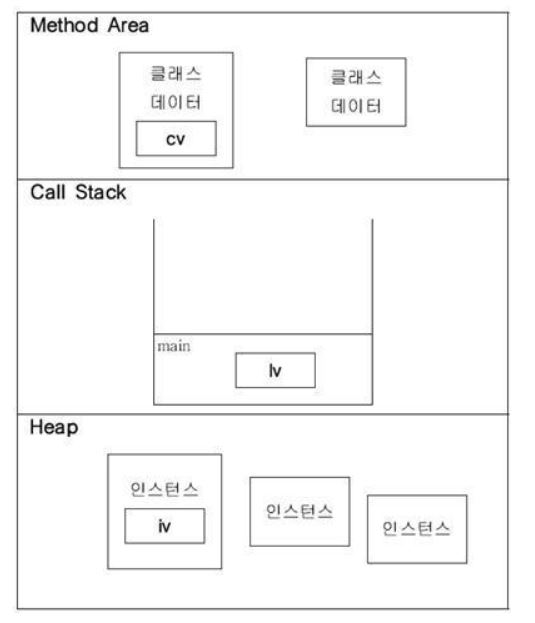 Method Area
클래스
데이터
cv
클래스
데이터
Call Stack
main
lv
Heap
인스턴스
iv
인스턴스
인스턴스